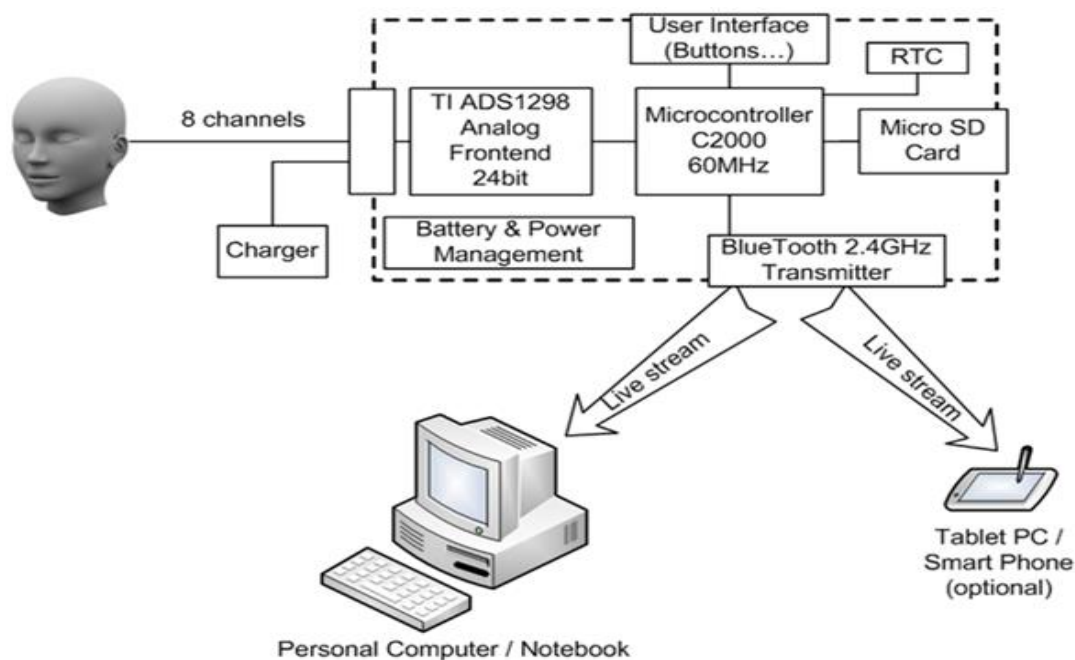 User Interface
(Buttons...)
RTC
8 channels
TI ADS1298
Analog
Frontend
24bit
Microcontroller
C2000
60MHz
Micro SD
Card
Charger
Battery & Power
Management
BlueTooth 2.4GHz
Transmitter
Live stream
Live stream
Tablet PC /
Smart Phone
(optional)
Personal Computer / Notebook